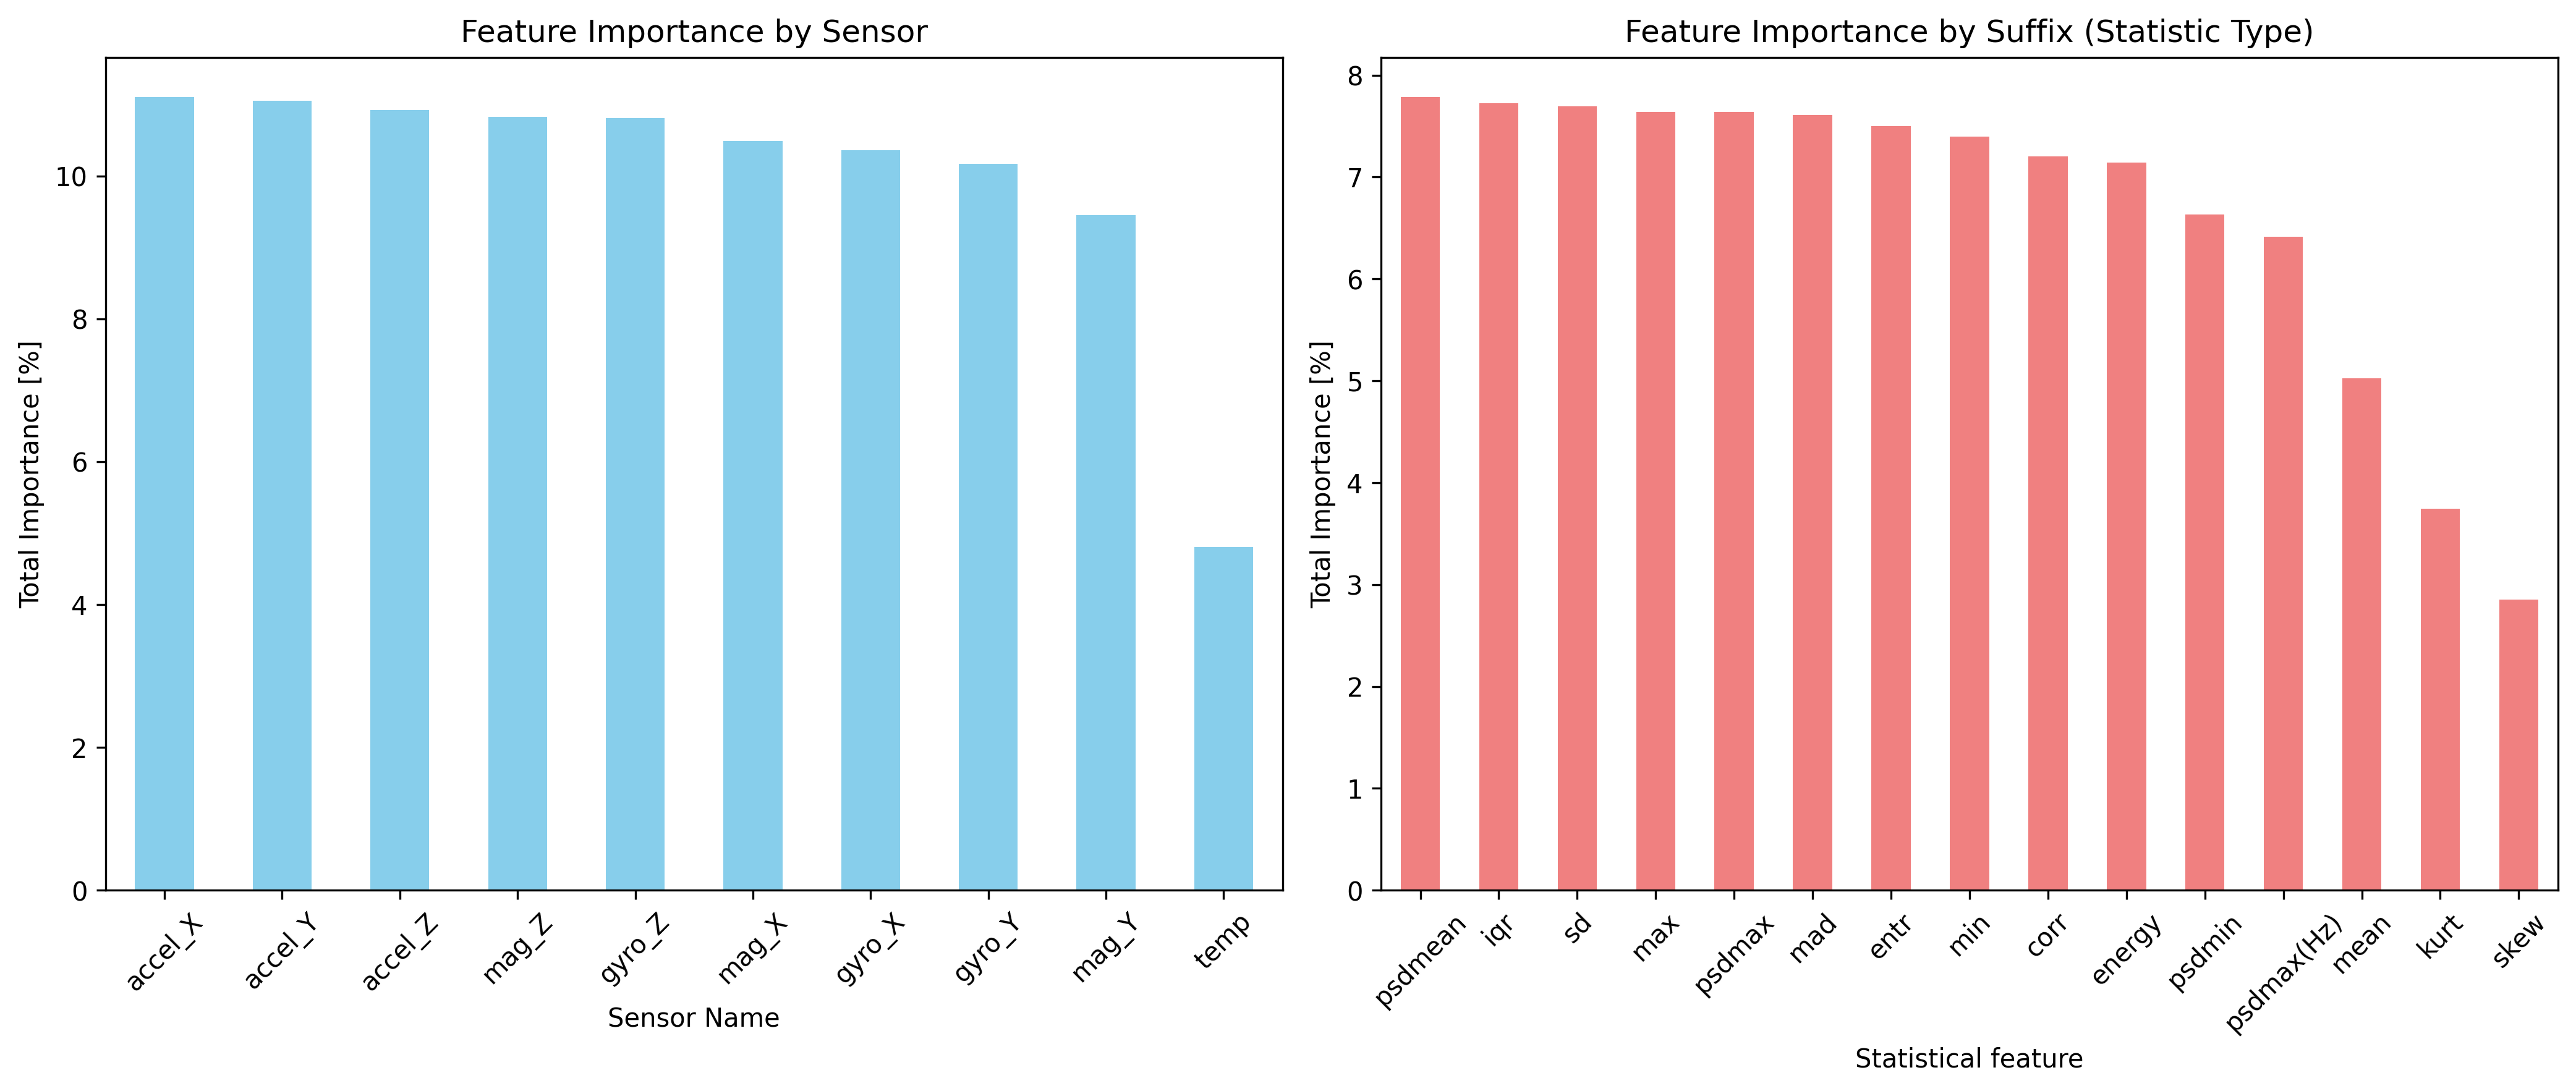 Feature Importance by Sensor
Total Importance [%]
10
8
6
4
2
0
accel_X
accel_Y
accel_Z
mag_Z
gyro_Z
mag_X
gyro_X
gyro_Y
mag_Y
temp
Sensor Name
Feature Importance by Suffix (Statistic Type)
Total Importance [%]
8
7
6
5
4
3
2
1
0
psdmean
iqr
sd
max
psdmax
mad
entr
min
corr
energy
psdmin
psdmax(Hz)
mean
kurt
skew
Statistical feature